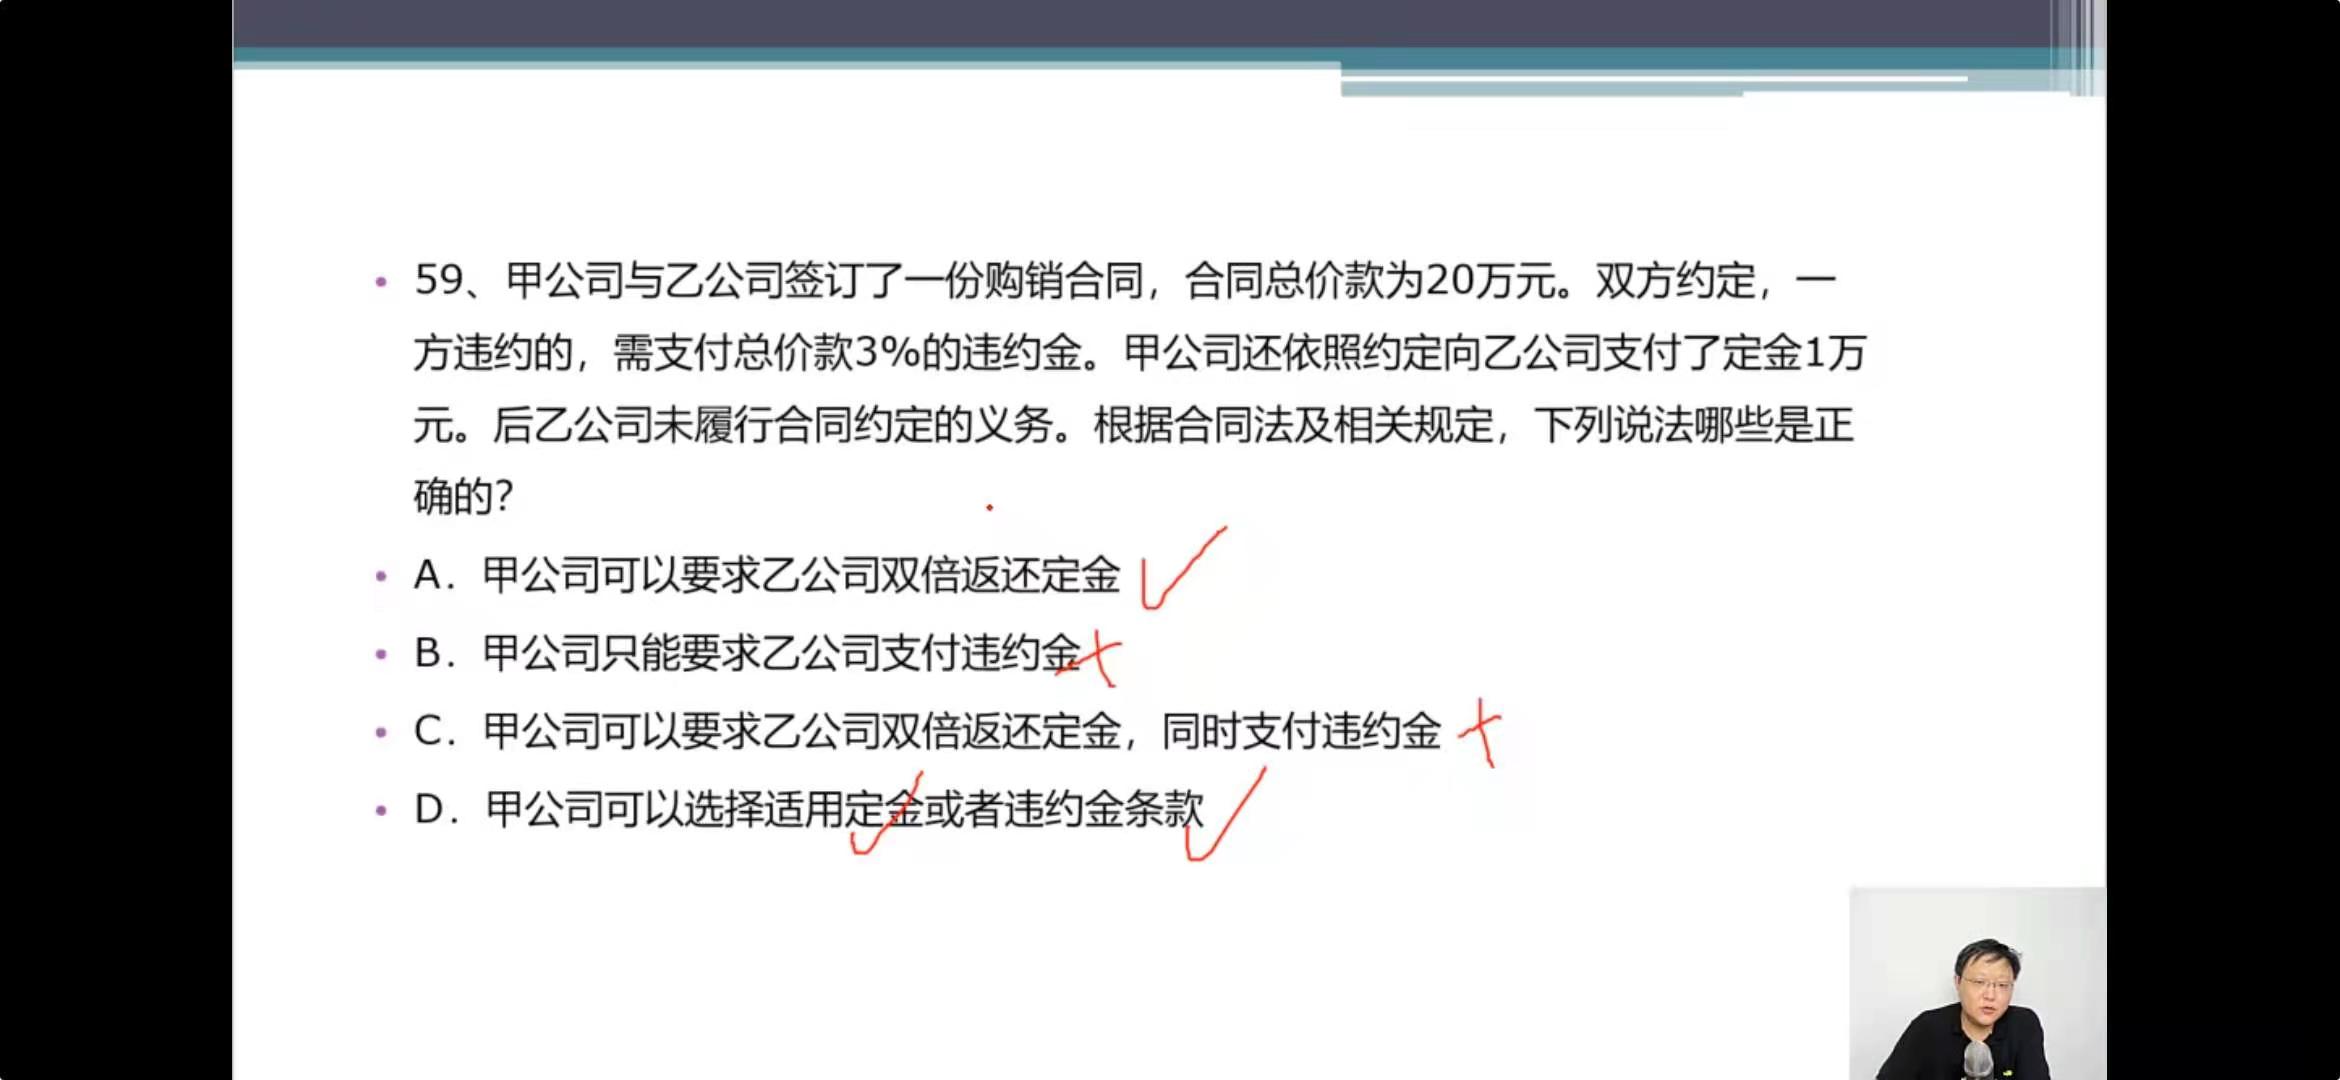 59、甲公司与乙公司签订了一份购销合同，合同总价款为20万元。双方约定，一
方违约的，需支付总价款3%的违约金。甲公司还依照约定向乙公司支付了定金1万
元。后乙公司未履行合同约定的义务。根据合同法及相关规定，下列说法哪些是正
确的？
A．甲公司可以要求乙公司双倍返还定金
B．甲公司只能要求乙公司支付违约金
C．甲公司可以要求乙公司双倍返还定金，同时支付违约金
D．甲公司可以选择适用定金或者违约金条款